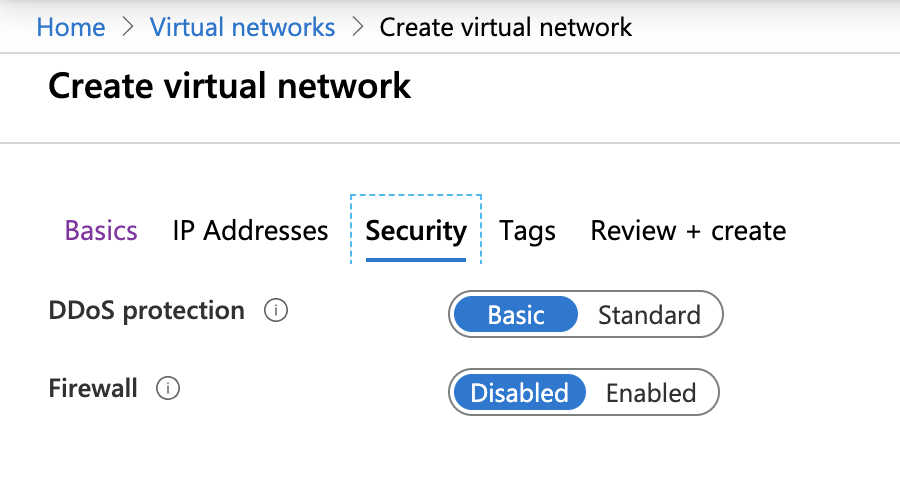 Home > Virtual networks > Create virtual network
Create virtual network
Basics IP Addresses Security Tags Review + create
DDoS protection Basic Standard
Firewall Disabled Enabled